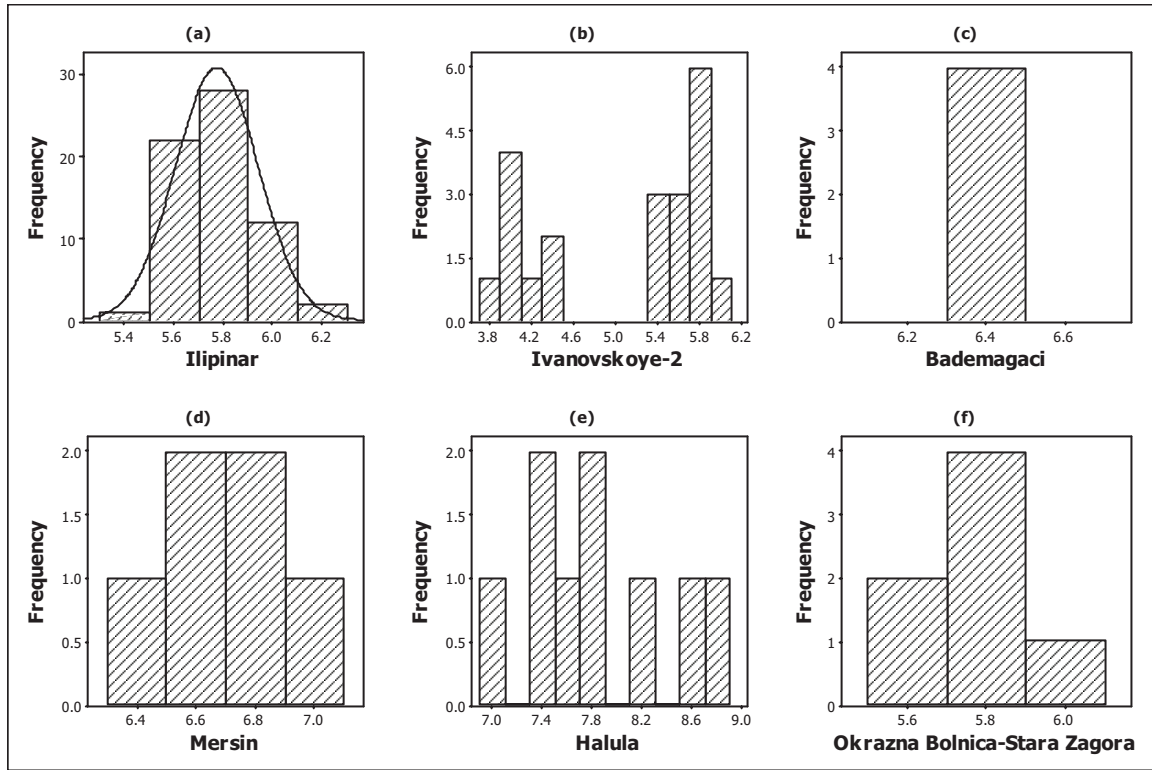 (a)
Frequency
30
20
10
0
5.4 5.6 5.8 6.0 6.2
Ilipinar
(b)
Frequency
6.0
4.5
3.0
1.5
0.0
3.8 4.2 4.6 5.0 5.4 5.8 6.2
Ivanovskoye-2
(c)
Frequency
4
3
2
1
0
6.2 6.4 6.6
Bademagaci
(d)
Frequency
2.0
1.5
1.0
0.5
0.0
6.4 6.6 6.8 7.0
Mersin
(e)
Frequency
2.0
1.5
1.0
0.5
0.0
7.0 7.4 7.8 8.2 8.6 9.0
Halula
(f)
Frequency
4
3
2
1
0
5.6 5.8 6.0
Okrazna Bolnica-Stara Zagora